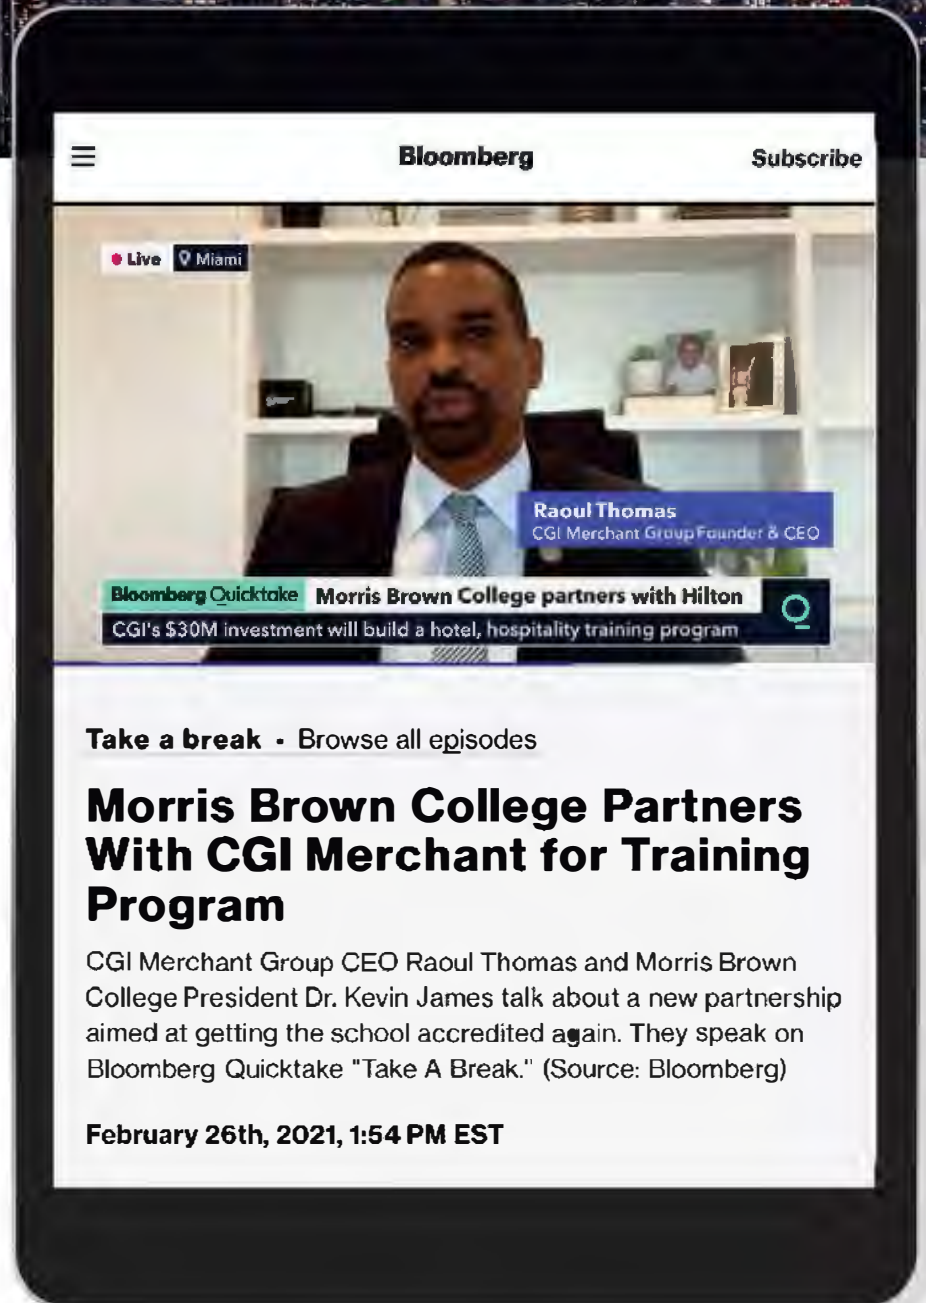 Bloomberg
Subscribe
Live
Miami
Raoul Thomas
CGI Merchant Group Founder & CEO
Bloomberg Quicktake
Morris Brown College partners with Hilton
CGI's $30M investment will build a hotel, hospitality training program
Take a break • Browse all episodes
Morris Brown College Partners
With CGI Merchant for Training
Program
CGI Merchant Group CEO Raoul Thomas and Morris Brown
College President Dr. Kevin James talk about a new partnership
aimed at getting the school accredited again. They speak on
Bloomberg Quicktake "Take A Break." (Source: Bloomberg)
February 26th, 2021, 1:54 PM EST